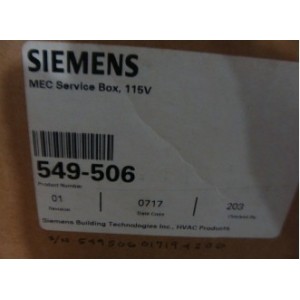 SIEMENS
MEC Service Box, 115V
549-506
Product Number
01 0717 203
Revision Date Code
Siemens Building Technologies Inc., HVAC Products